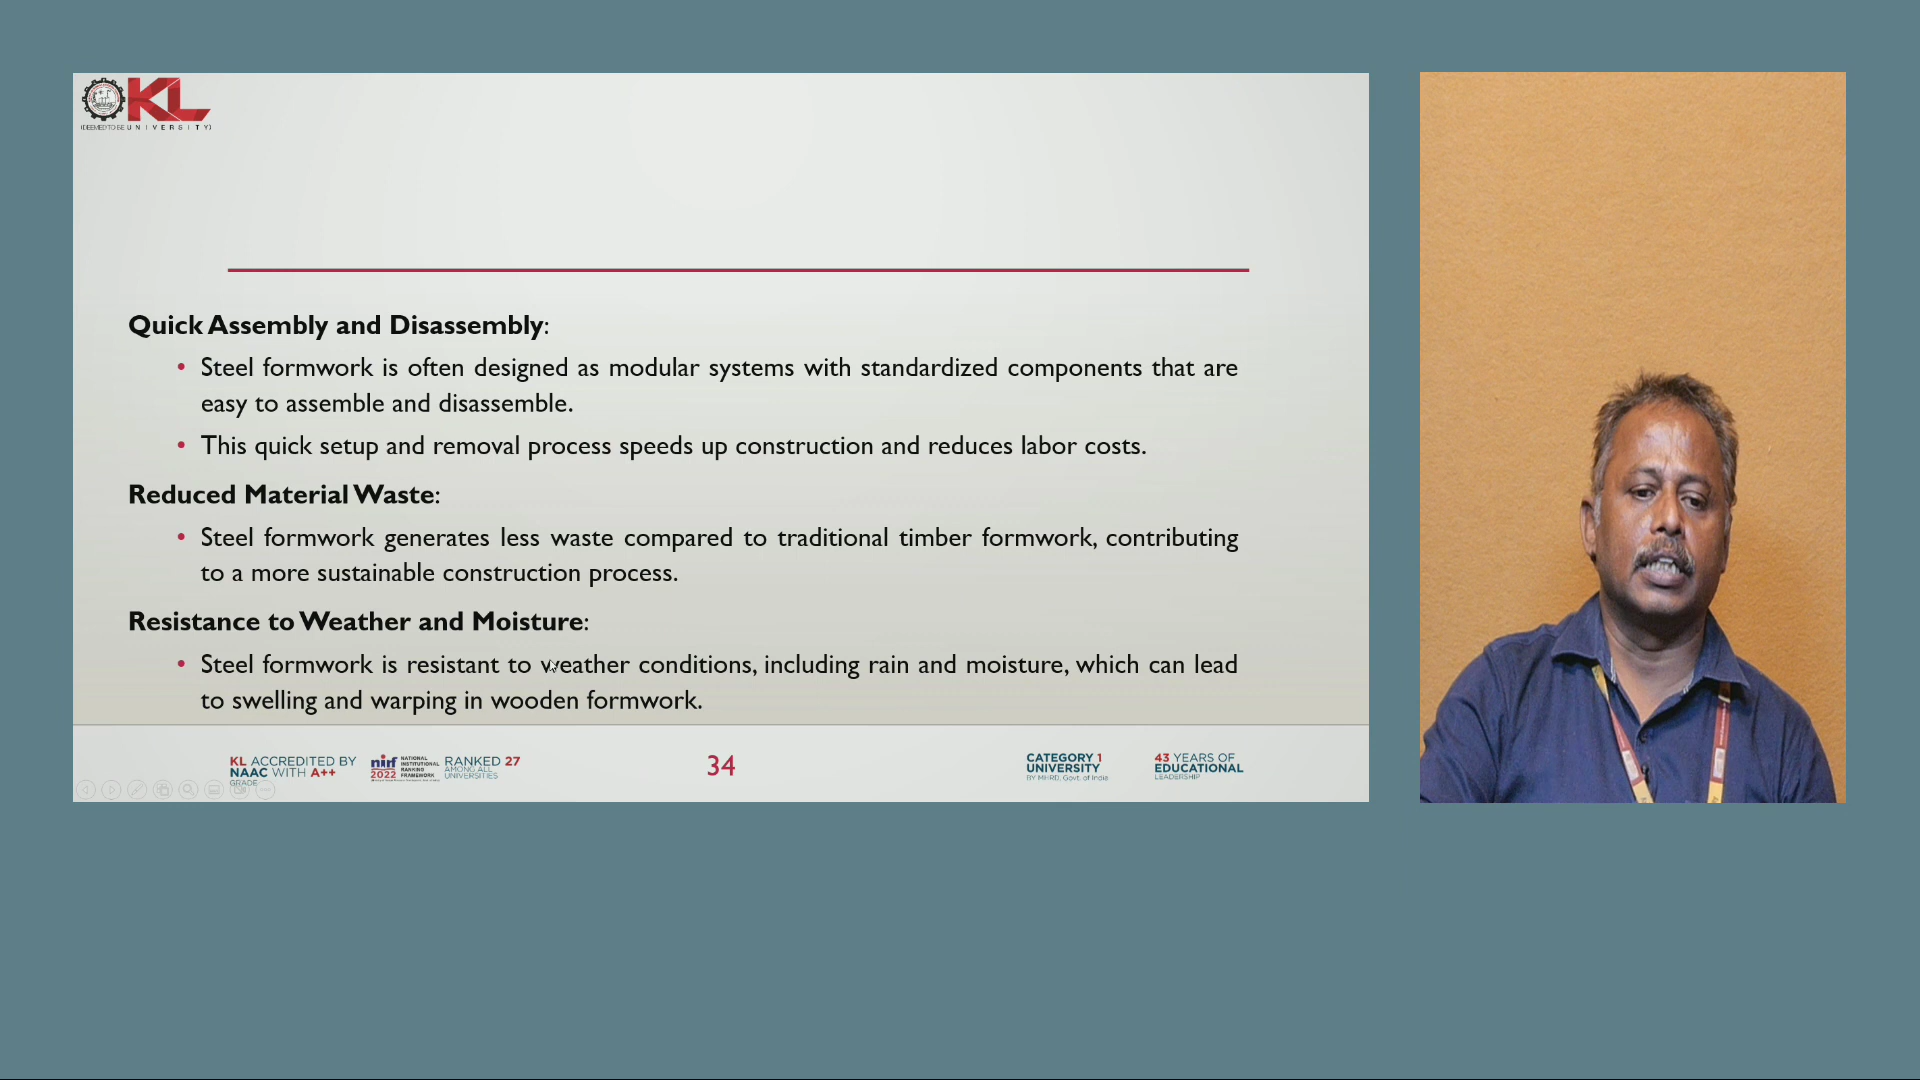 KL
(DEEMED TO BE UNIVERSITY)
Quick Assembly and Disassembly:
• Steel formwork is often designed as modular systems with standardized components that are
easy to assemble and disassemble.
• This quick setup and removal process speeds up construction and reduces labor costs.
Reduced Material Waste:
• Steel formwork generates less waste compared to traditional timber formwork, contributing
to a more sustainable construction process.
Resistance to Weather and Moisture:
• Steel formwork is resistant to weather conditions, including rain and moisture, which can lead
to swelling and warping in wooden formwork.
KL ACCREDITED BY
NAAC WITH A++
GRADE
nirf
2022
NATIONAL
INSTITUTIONAL
RANKING
FRAMEWORK
RANKED 27
AMONG ALL
UNIVERSITIES
34
CATEGORY 1
UNIVERSITY
BY MHRD, Govt. of India
43 YEARS OF
EDUCATIONAL
LEADERSHIP